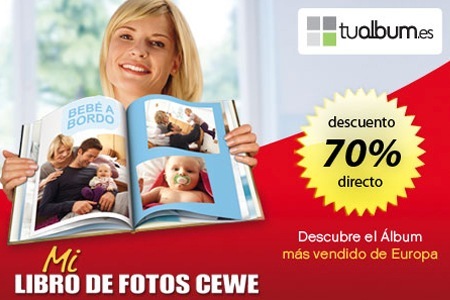 tualbum.es
BEBÉ A
BORDO
descuento
70%
directo
Descubre el Álbum
más vendido de Europa
Mi
LIBRO DE FOTOS CEWE